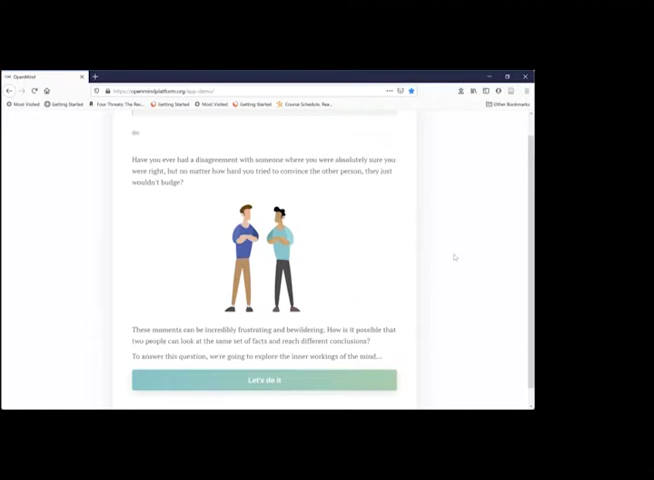 OpenMind
https://openmindplatform.org/app-demo/
Most Visited Getting Started Four Threats: The Rec... Getting Started Most Visited Getting Started Course Schedule, Rea... Other Bookmarks
Have you ever had a disagreement with someone where you were absolutely sure you
were right, but no matter how hard you tried to convince the other person, they just
wouldn't budge?
These moments can be incredibly frustrating and bewildering. How is it possible that
two people can look at the same set of facts and reach different conclusions?
To answer this question, we're going to explore the inner workings of the mind...
Let's do it